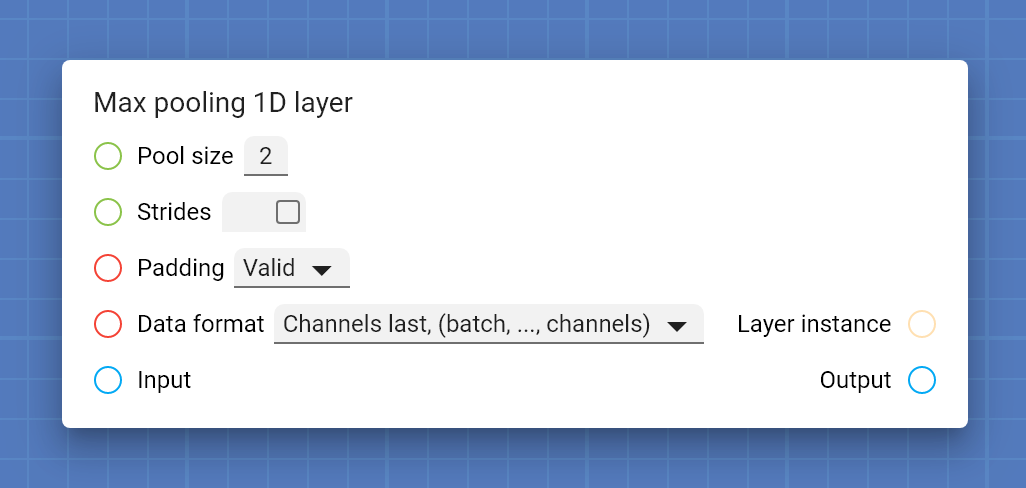 Max pooling 1D layer
Pool size 2
Strides
Padding Valid
Data format Channels last, (batch, ..., channels) Layer instance
Input Output